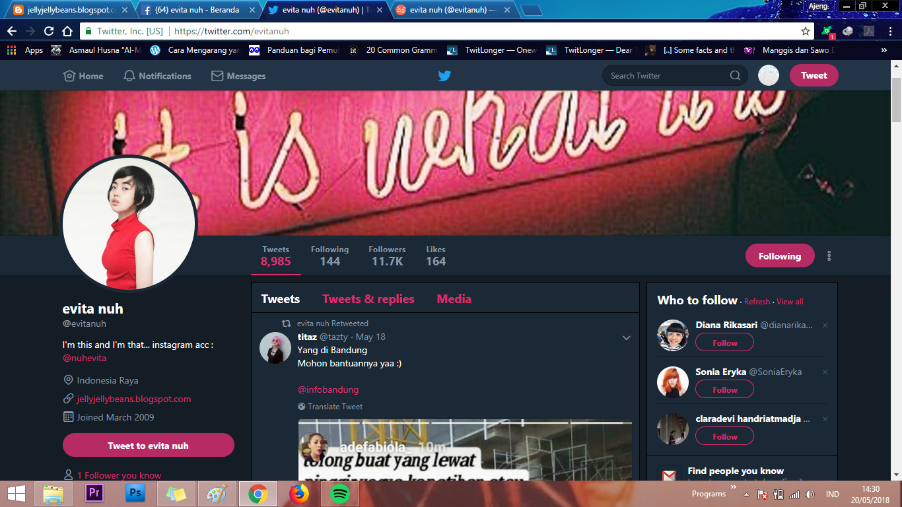 jellyjellybeans.blogspot.c
(64) evita nuh - Beranda
evita nuh (@evitanuh) | T
evita nuh (@evitanuh) —
Ajeng.
Twitter, Inc. [US] | https://twitter.com/evitanuh
Apps
Asmaul Husna "Al-M
Cara Mengarang yan
Panduan bagi Pemul
20 Common Gramm
TwitLonger — Onew
TwitLonger — Dear
[..] Some facts and th
Manggis dan Sawo D
Home
Notifications
Messages
Search Twitter
Tweet
t is what it is
Tweets
Following
Followers
Likes
8,985
144
11.7K
164
Following
evita nuh
@evitanuh
I'm this and I'm that... instagram acc :
@nuhevita
Indonesia Raya
jellyjellybeans.blogspot.com
Joined March 2009
Tweet to evita nuh
1 Follower you know
Tweets
Tweets & replies
Media
evita nuh Retweeted
titaz @tazty · May 18
Yang di Bandung
Mohon bantuannya yaa :)
@infobandung
Translate Tweet
adefabiola_ 10m
tolong buat yang lewat
Who to follow · Refresh · View all
Diana Rikasari @dianarika...
Follow
Sonia Eryka @SoniaEryka
Follow
claradevi handriatmadja
Follow
Find people you know
Programs
IND
14:30
20/05/2018